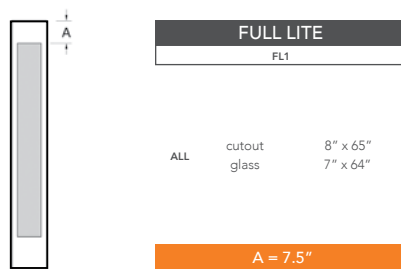 A
FULL LITE
FL1
ALL
cutout 8" x 65"
glass 7" x 64"
A = 7.5"